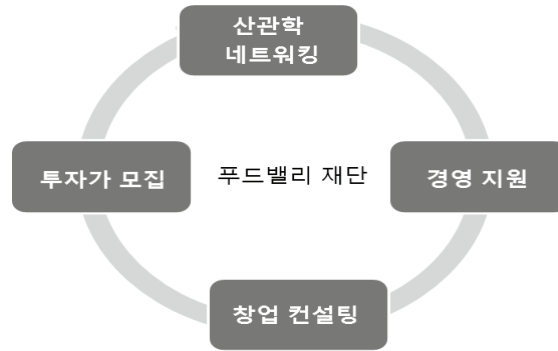 산관학
네트워킹
투자가 모집
푸드밸리 재단
경영 지원
창업 컨설팅